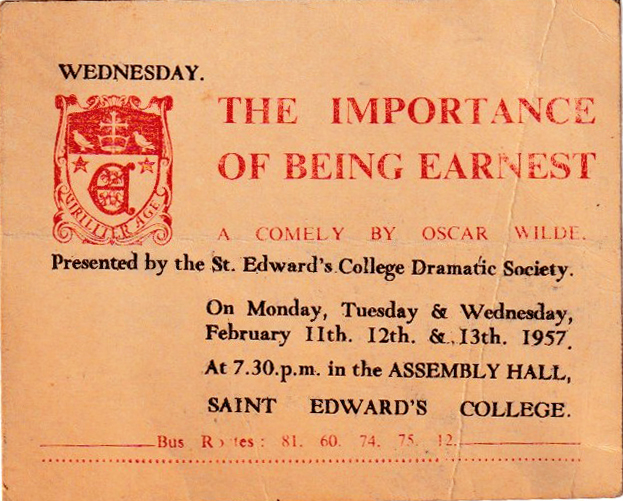 WEDNESDAY.
THE IMPORTANCE
OF BEING EARNEST
VIRILITER AGE
A COMELY BY OSCAR WILDE.
Presented by the St. Edward's College Dramatic Society.
On Monday, Tuesday & Wednesday,
February 11th. 12th. & 13th. 1957.
At 7.30.p.m. in the ASSEMBLY HALL,
SAINT EDWARD'S COLLEGE.
Bus Routes: 81. 60. 74. 75. 12.